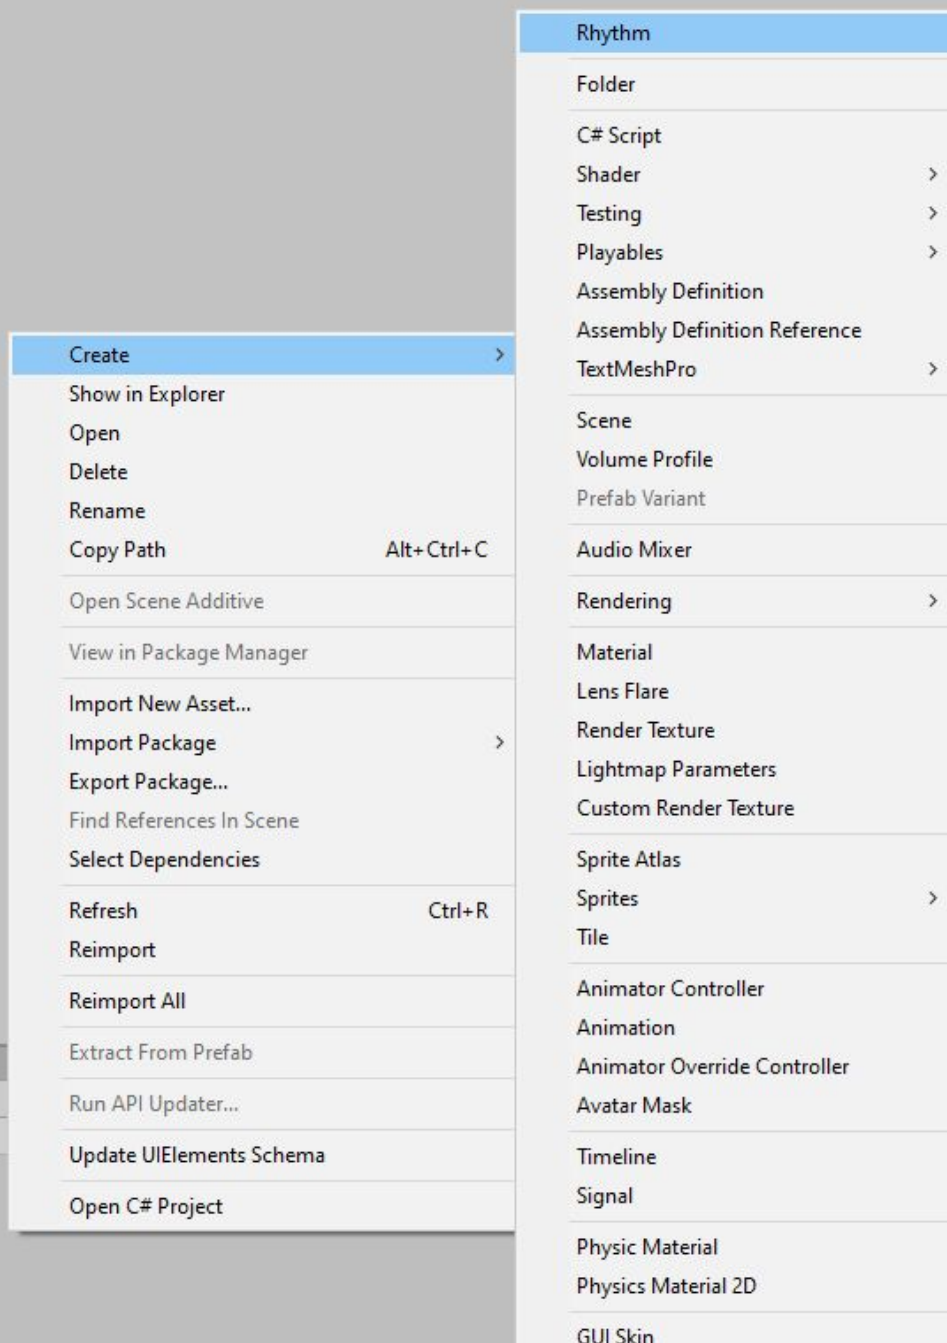 Create
Show in Explorer
Open
Delete
Rename
Copy Path Alt+Ctrl+C
Open Scene Additive
View in Package Manager
Import New Asset...
Import Package
Export Package...
Find References In Scene
Select Dependencies
Refresh Ctrl+R
Reimport
Reimport All
Extract From Prefab
Run API Updater...
Update UIElements Schema
Open C# Project
Rhythm
Folder
C# Script
Shader
Testing
Playables
Assembly Definition
Assembly Definition Reference
TextMeshPro
Scene
Volume Profile
Prefab Variant
Audio Mixer
Rendering
Material
Lens Flare
Render Texture
Lightmap Parameters
Custom Render Texture
Sprite Atlas
Sprites
Tile
Animator Controller
Animation
Animator Override Controller
Avatar Mask
Timeline
Signal
Physic Material
Physics Material 2D
GUI Skin